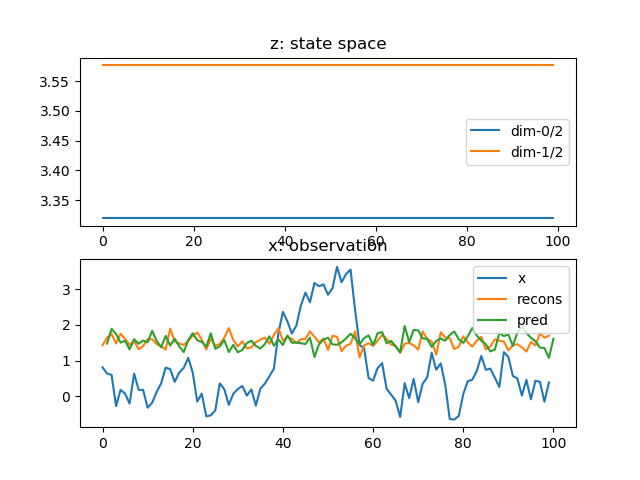 z: state space
3.55
3.50
3.45
3.40
3.35
dim-0/2
dim-1/2
0 20 40 60 80 100
x: observation
3
2
1
0
x
recons
pred
0 20 40 60 80 100